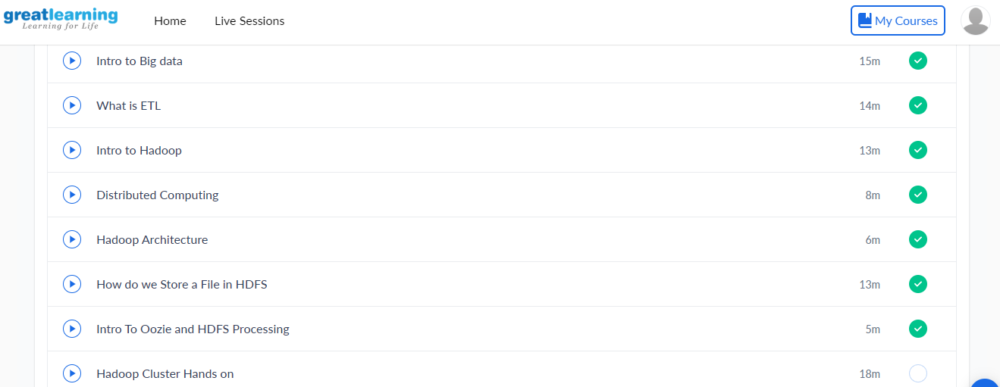 greatlearning
Learning for Life
Home
Live Sessions
My Courses
Intro to Big data 15m
What is ETL 14m
Intro to Hadoop 13m
Distributed Computing 8m
Hadoop Architecture 6m
How do we Store a File in HDFS 13m
Intro To Oozie and HDFS Processing 5m
Hadoop Cluster Hands on 18m